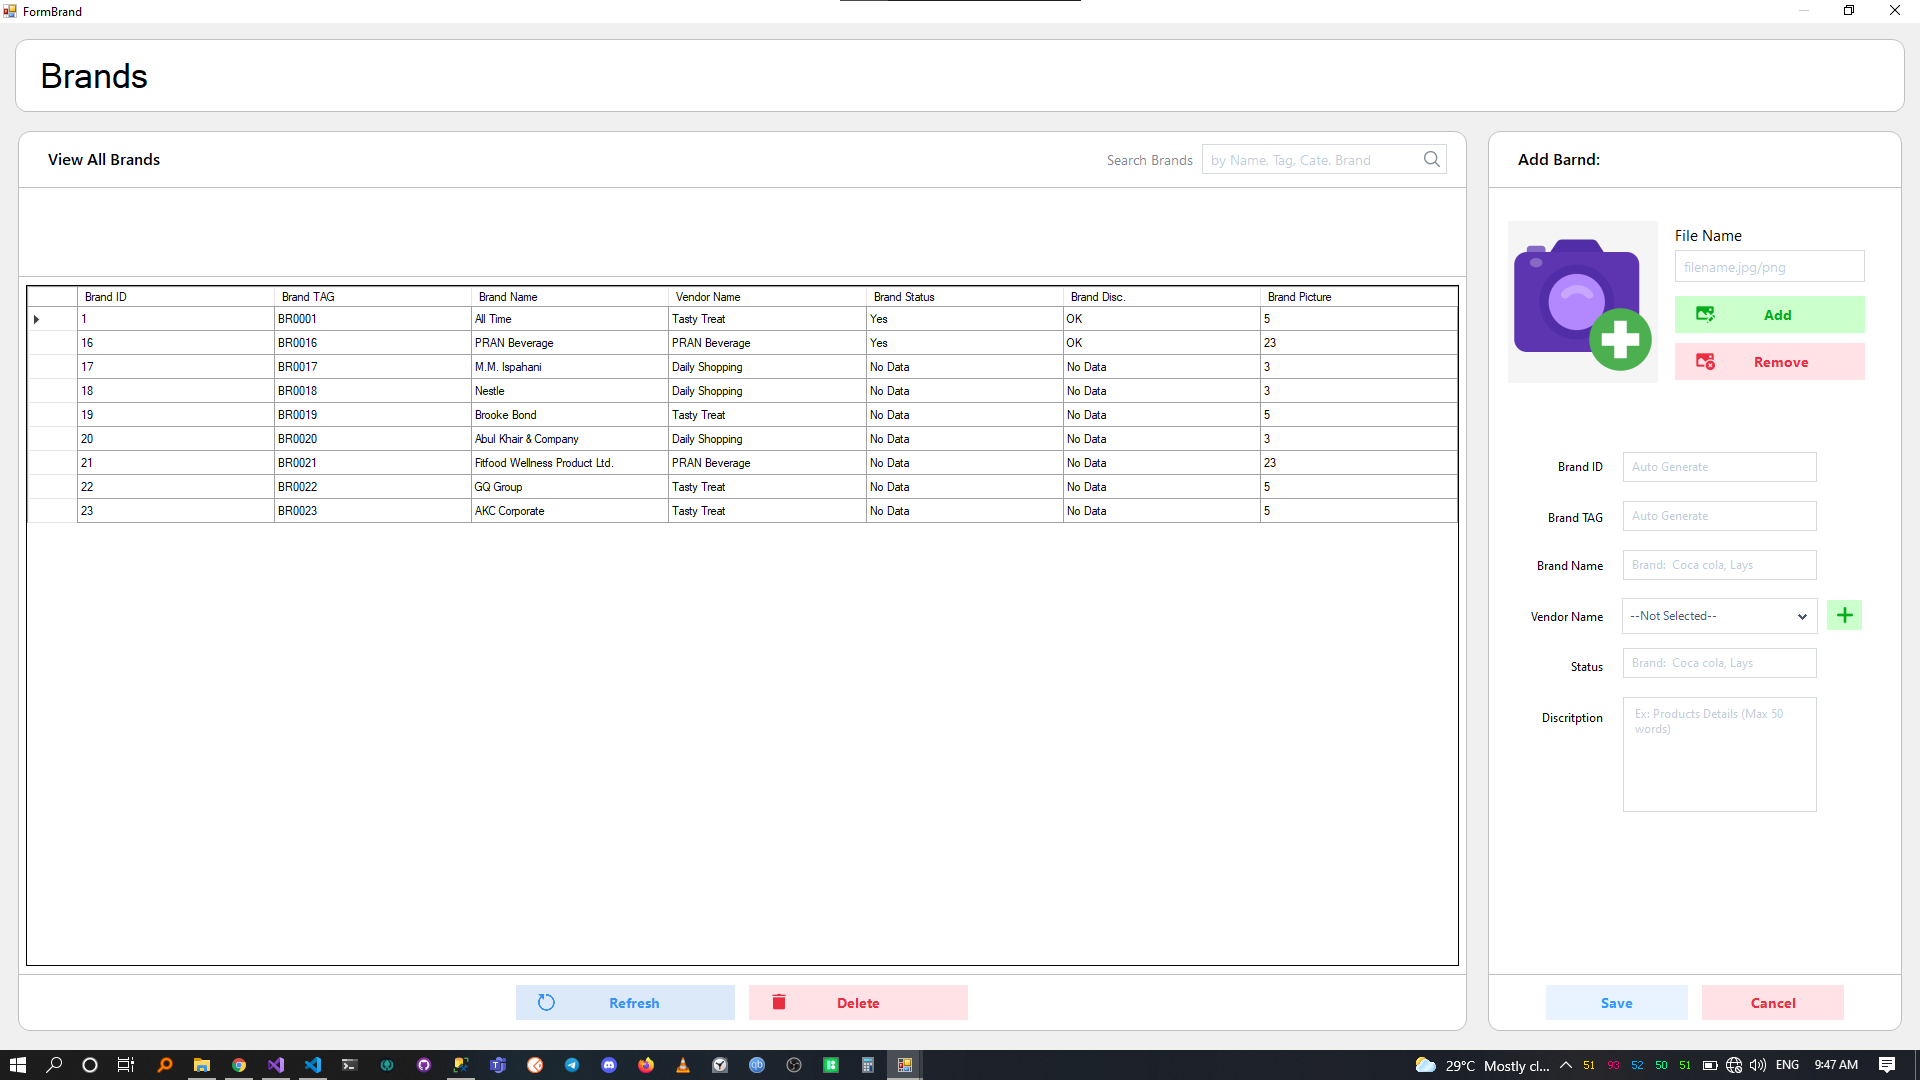 FormBrand
Brands
View All Brands
Search Brands by Name, Tag, Cate. Brand
Brand ID Brand TAG Brand Name Vendor Name Brand Status Brand Disc. Brand Picture
1 BR0001 All Time Tasty Treat Yes OK 5
16 BR0016 PRAN Beverage PRAN Beverage Yes OK 23
17 BR0017 M.M. Ispahani Daily Shopping No Data No Data 3
18 BR0018 Nestle Daily Shopping No Data No Data 3
19 BR0019 Brooke Bond Tasty Treat No Data No Data 5
20 BR0020 Abul Khair & Company Daily Shopping No Data No Data 3
21 BR0021 Fitfood Wellness Product Ltd. PRAN Beverage No Data No Data 23
22 BR0022 GQ Group Tasty Treat No Data No Data 5
23 BR0023 AKC Corporate Tasty Treat No Data No Data 5
Refresh Delete
Add Barnd:
File Name
filename.jpg/png
Add
Remove
Brand ID Auto Generate
Brand TAG Auto Generate
Brand Name Brand: Coca cola, Lays
Vendor Name --Not Selected--
Status Brand: Coca cola, Lays
Discritption Ex: Products Details (Max 50
words)
Save Cancel
29°C Mostly cl... 51 93 52 50 51 ENG 9:47 AM